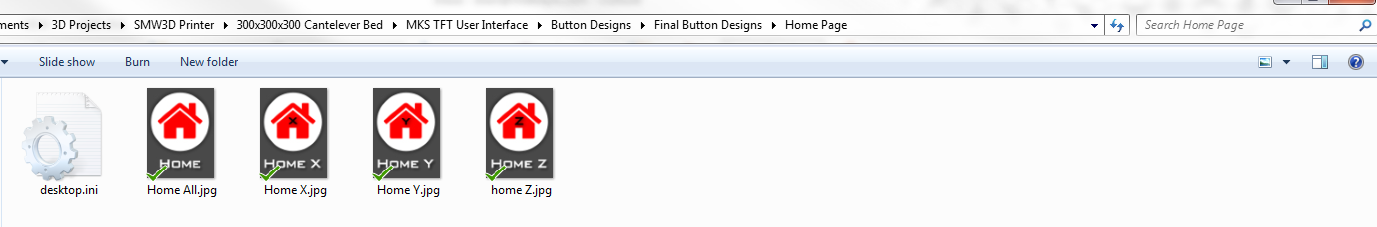 ments ▸ 3D Projects ▸ SMW3D Printer ▸ 300x300x300 Cantelever Bed ▸ MKS TFT User Interface ▸ Button Designs ▸ Final Button Designs ▸ Home Page
Search Home Page
Slide show Burn New folder
HOME HOME X HOME Y HOME Z
X Y Z
desktop.ini Home All.jpg Home X.jpg Home Y.jpg home Z.jpg